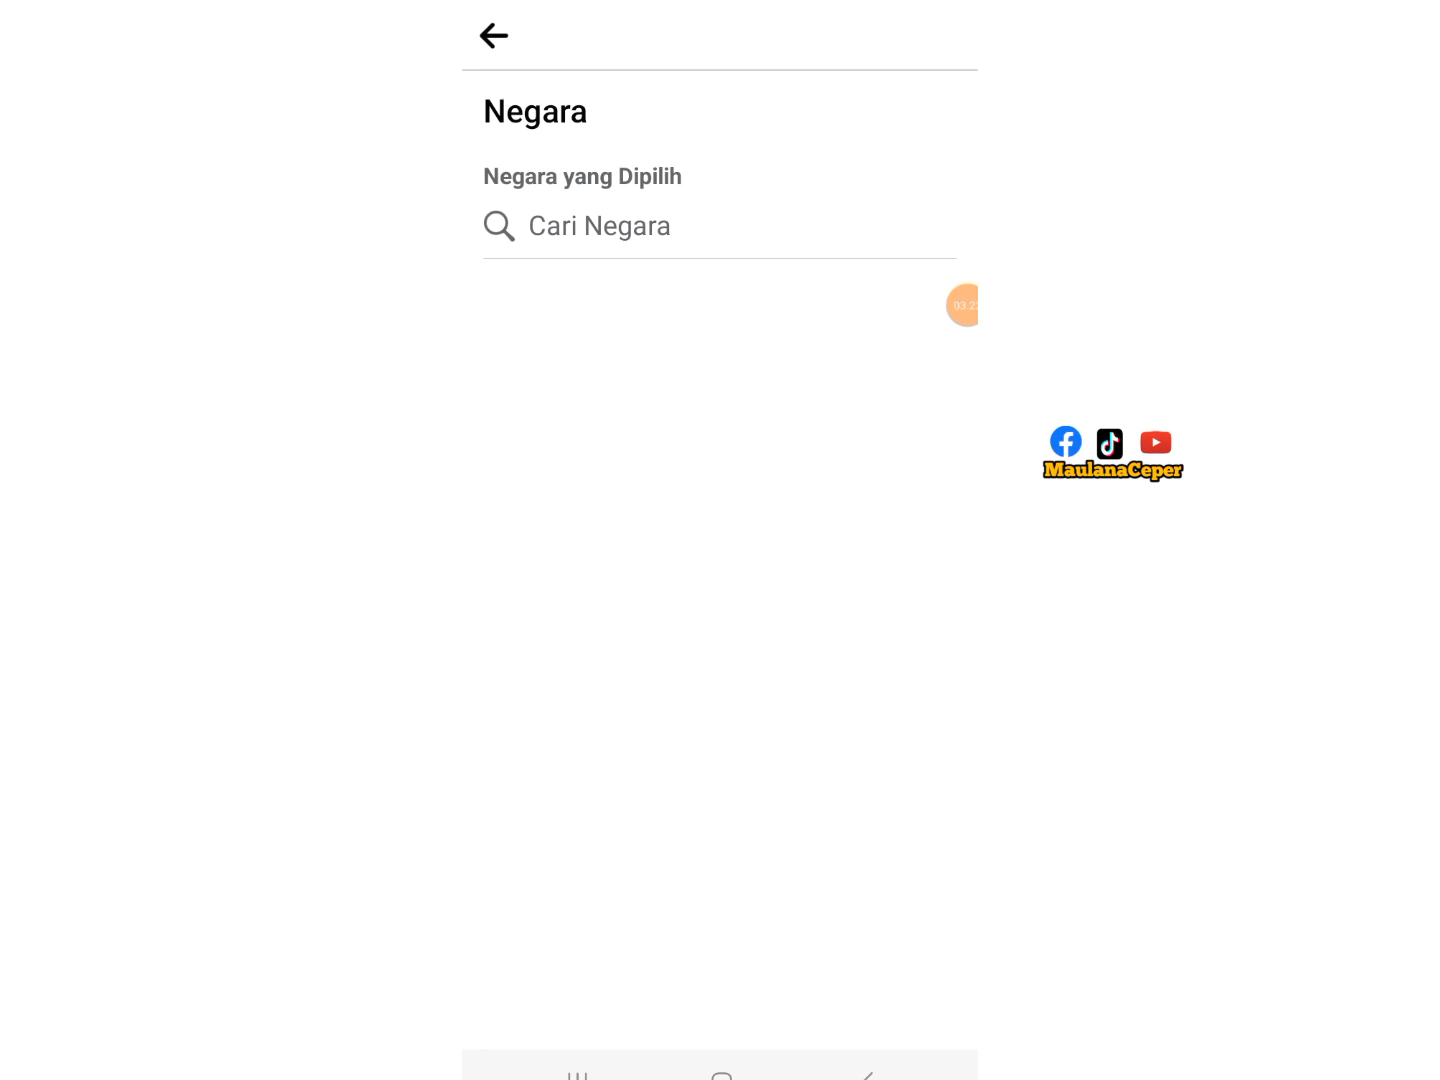 Negara
Negara yang Dipilih
Cari Negara
MaulanaCeper